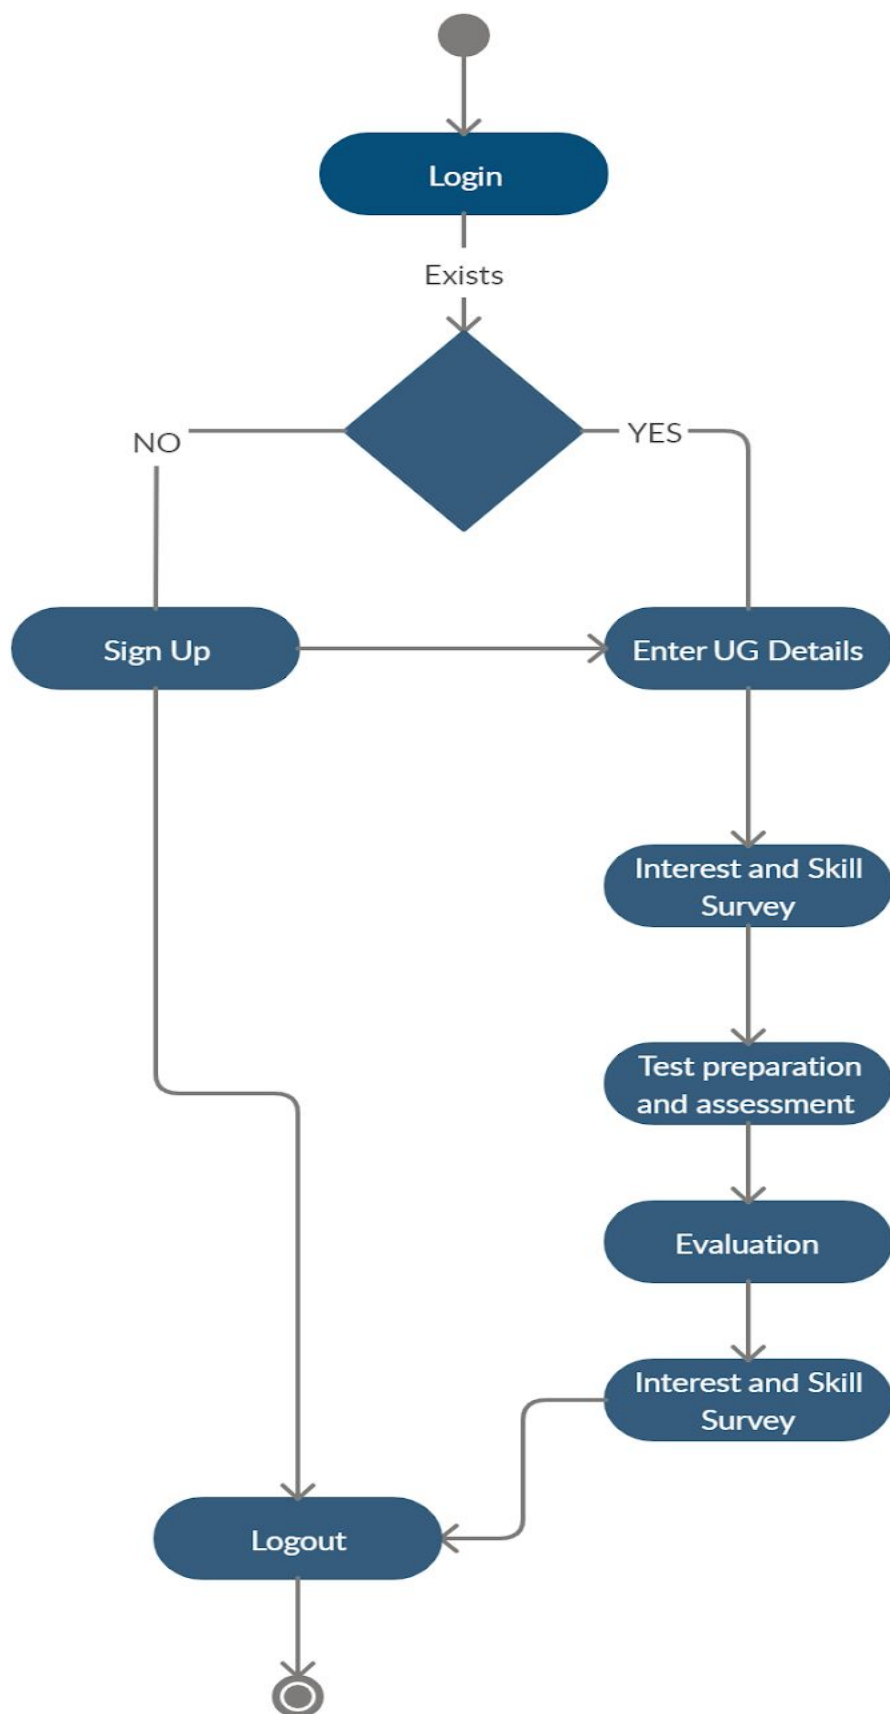 Login
Exists
NO
YES
Sign Up
Enter UG Details
Interest and Skill
Survey
Test preparation
and assessment
Evaluation
Interest and Skill
Survey
Logout